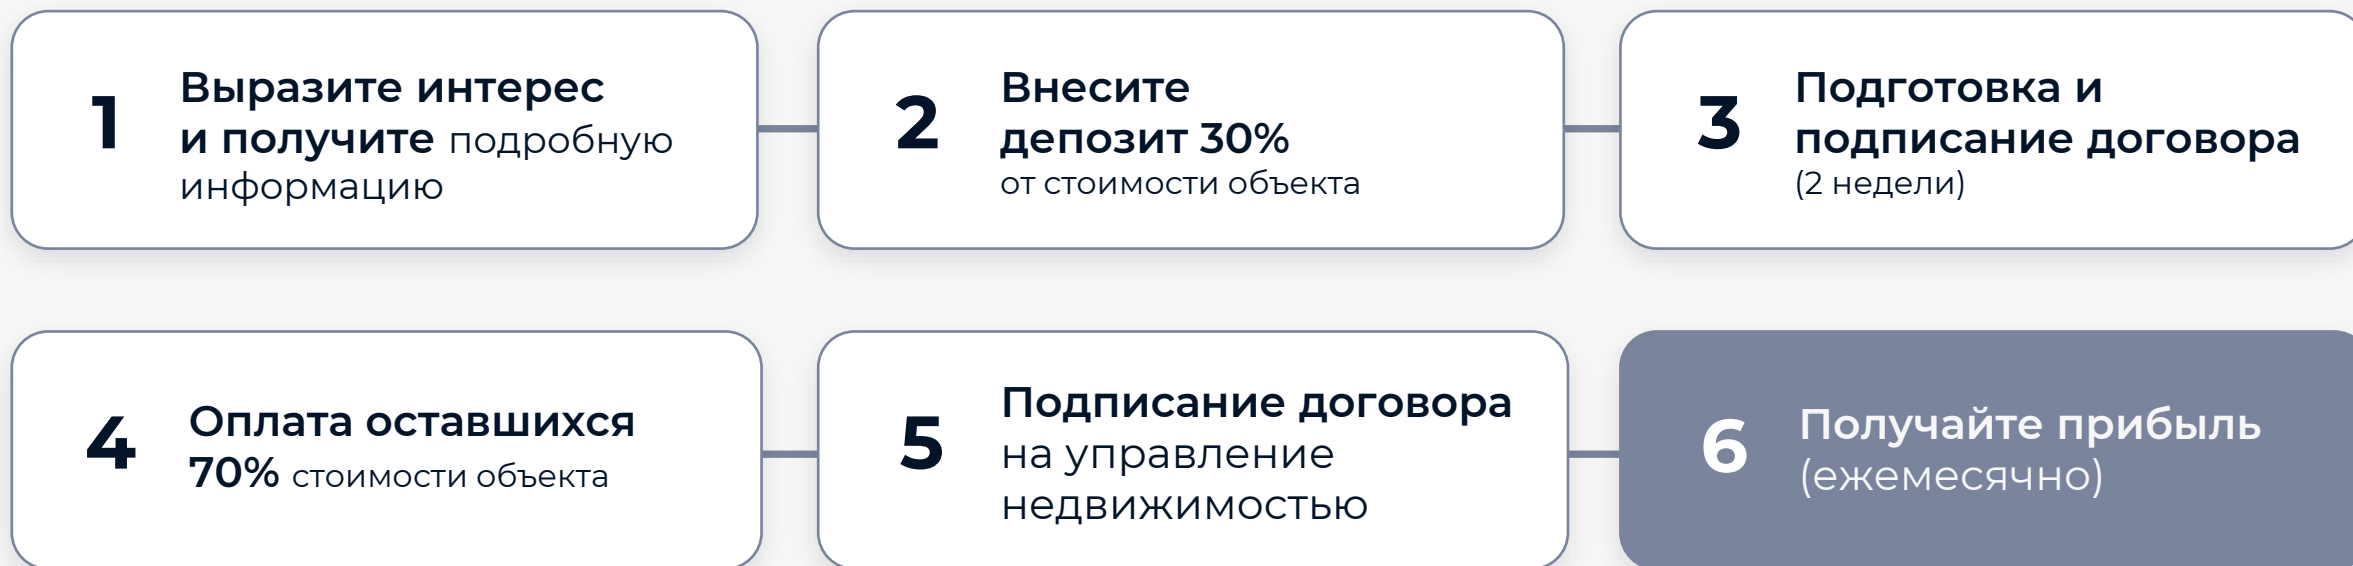 1
Выразите интерес
и получите подробную
информацию
2
Внесите
депозит 30%
от стоимости объекта
3
Подготовка и
подписание договора
(2 недели)
4
Оплата оставшихся
70% стоимости объекта
5
Подписание договора
на управление
недвижимостью
6
Получайте прибыль
(ежемесячно)